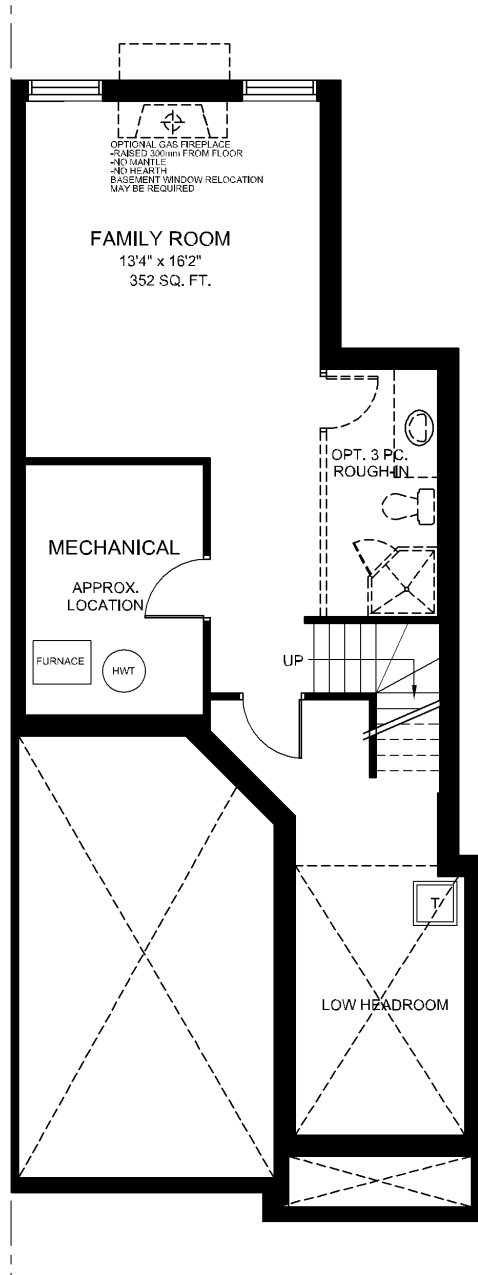 OPTIONAL GAS FIREPLACE
-RAISED 300mm FROM FLOOR
-NO MANTLE
-NO HEARTH
BASEMENT WINDOW RELOCATION
MAY BE REQUIRED
FAMILY ROOM
13'4" x 16'2"
352 SQ. FT.
OPT. 3 PC.
ROUGH-IN
MECHANICAL
APPROX.
LOCATION
FURNACE
HWT
UP
T
LOW HEADROOM